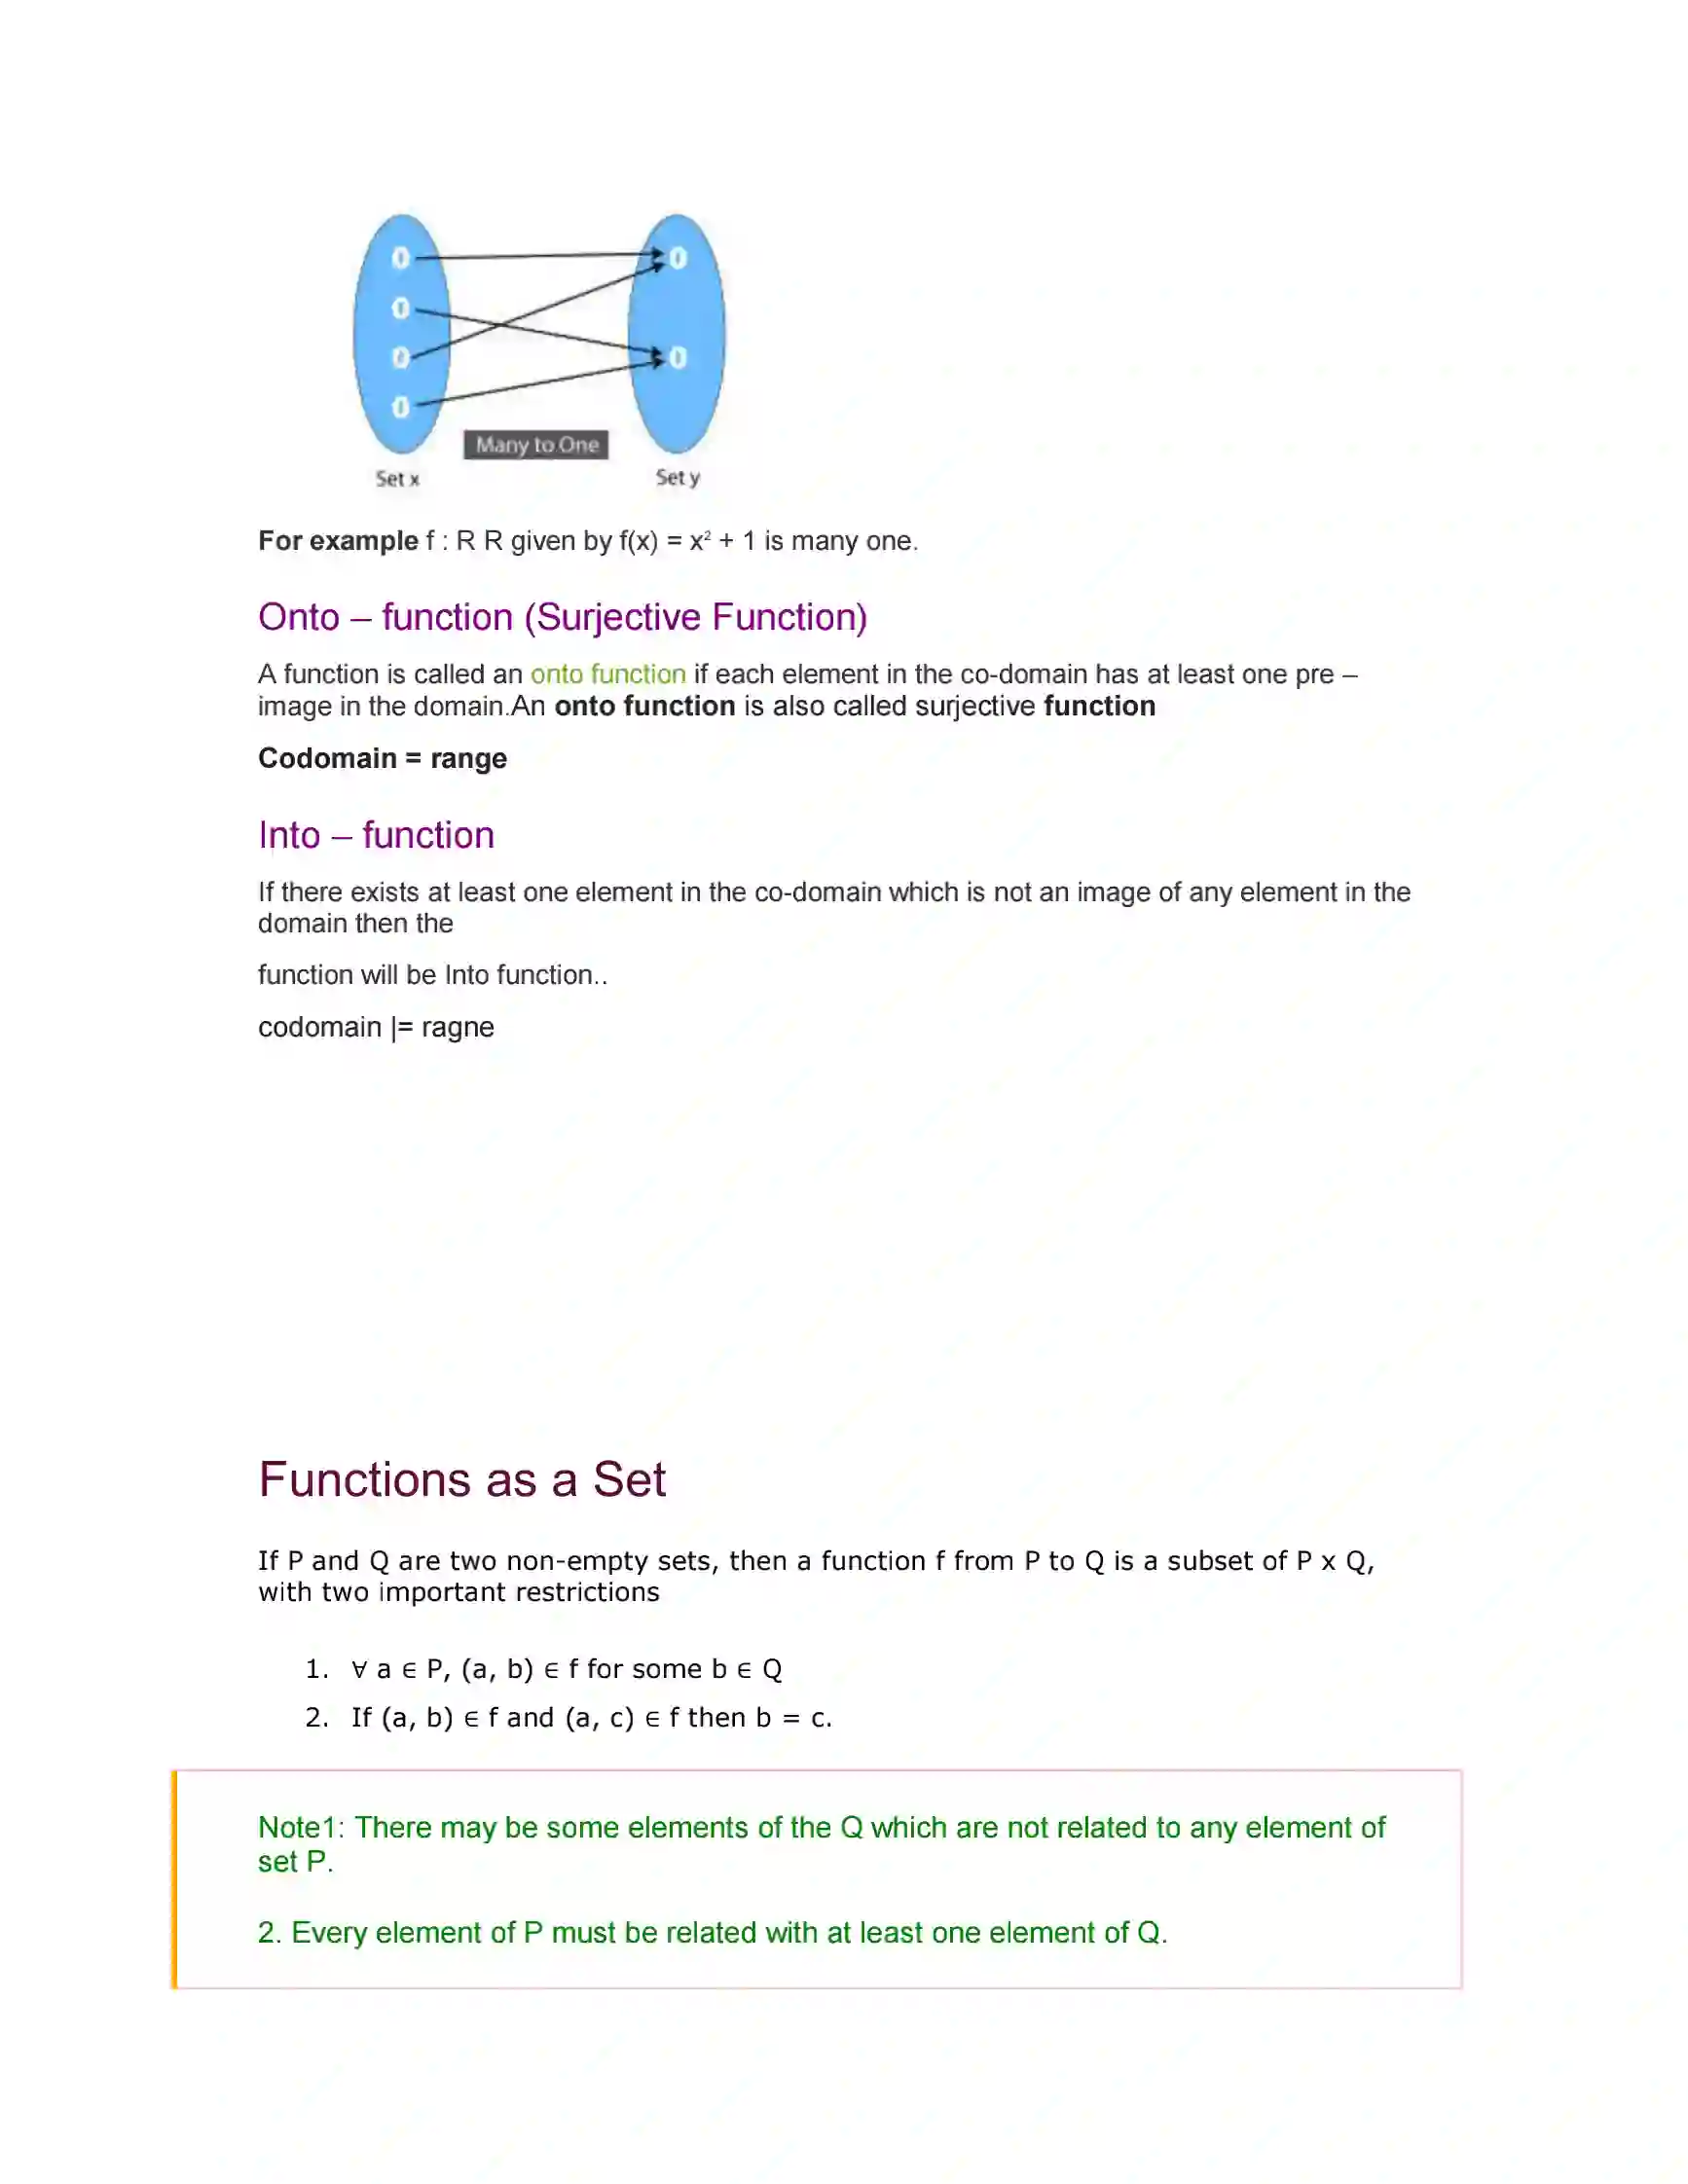 0
0
0
0
0
0
Many to One
Set x
Set y
For example f : R R given by f(x) = x² + 1 is many one.
Onto – function (Surjective Function)
A function is called an onto function if each element in the co-domain has at least one pre –
image in the domain.An onto function is also called surjective function
Codomain = range
Into – function
If there exists at least one element in the co-domain which is not an image of any element in the
domain then the
function will be Into function..
codomain |= ragne
Functions as a Set
If P and Q are two non-empty sets, then a function f from P to Q is a subset of P x Q,
with two important restrictions
1. ∀ a ∈ P, (a, b) ∈ f for some b ∈ Q
2. If (a, b) ∈ f and (a, c) ∈ f then b = c.
Note1: There may be some elements of the Q which are not related to any element of
set P.
2. Every element of P must be related with at least one element of Q.